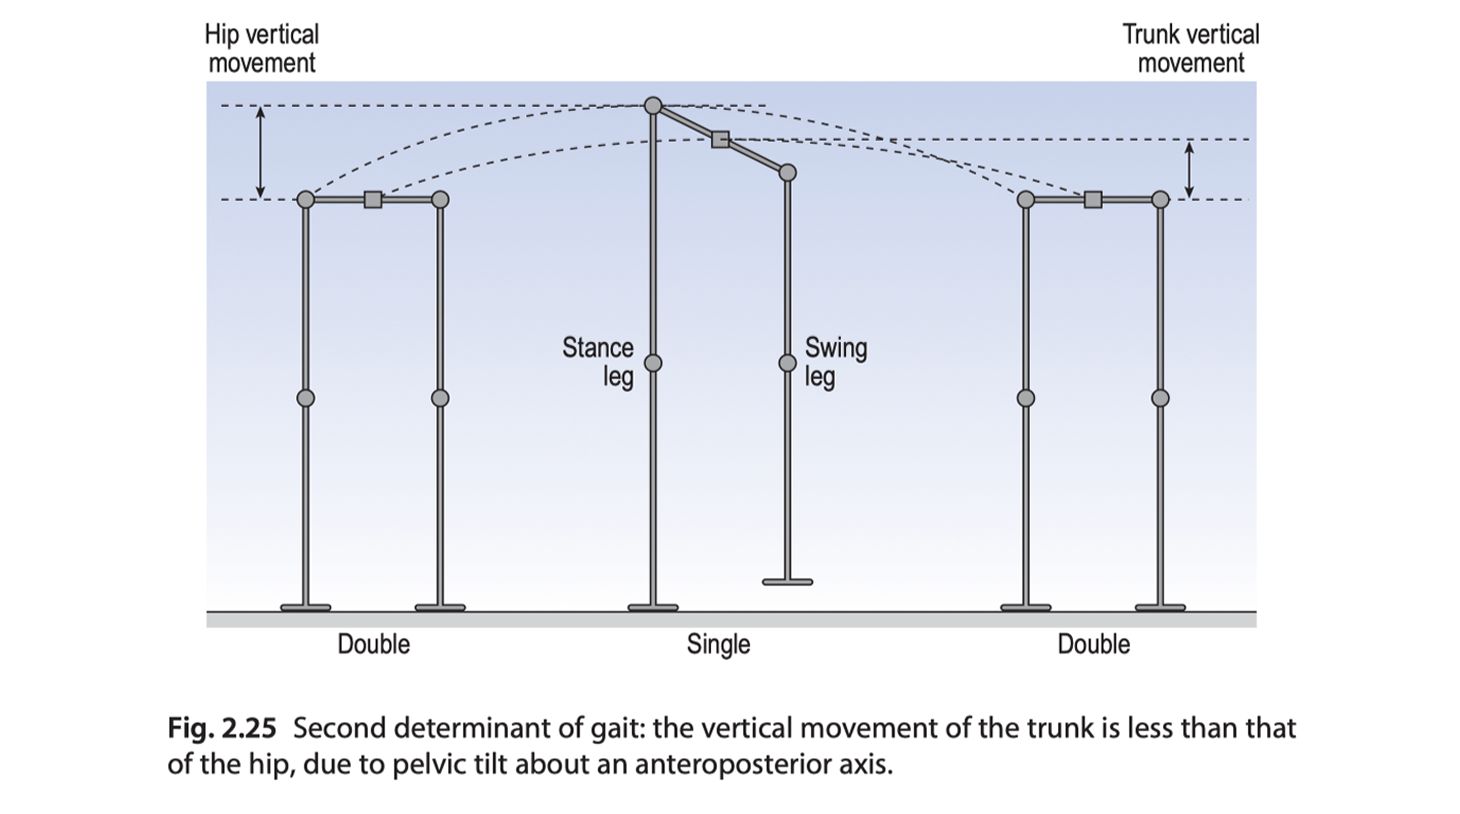 Hip vertical
movement
Trunk vertical
movement
Stance
leg
Swing
leg
Double
Single
Double
Fig. 2.25 Second determinant of gait: the vertical movement of the trunk is less than that
of the hip, due to pelvic tilt about an anteroposterior axis.